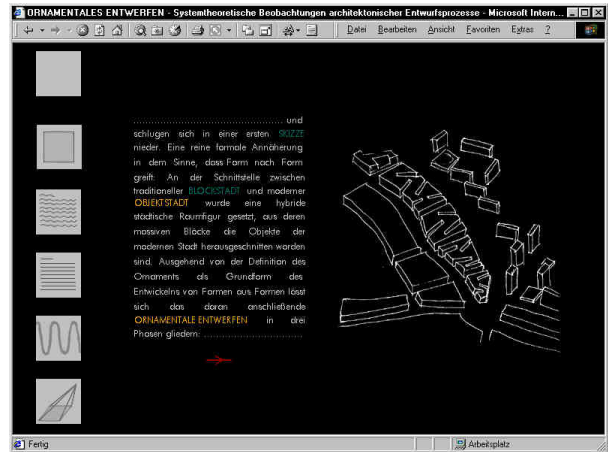 ORNAMENTALES ENTWERFEN - Systemtheoretische Beobachtungen architektonischer Entwurfsprozesse - Microsoft Intern...
Datei Bearbeiten Ansicht Favoriten Extras ?
................................................ und
schlugen sich in einer ersten SKIZZE
nieder. Eine reine formale Annäherung
in dem Sinne, dass Form nach Form
greift. An der Schnittstelle zwischen
traditioneller BLOCKSTADT und moderner
OBJEKTSTADT wurde eine hybride
städtische Raumfigur gesetzt, aus deren
massiven Blöcke die Objekte der
modernen Stadt herausgeschnitten worden
sind. Ausgehend von der Definition des
Ornaments als Grundform des
Entwickelns von Formen aus Formen lässt
sich das daran anschließende
ORNAMENTALE ENTWERFEN in drei
Phasen gliedern: ................................
Fertig
Arbeitsplatz